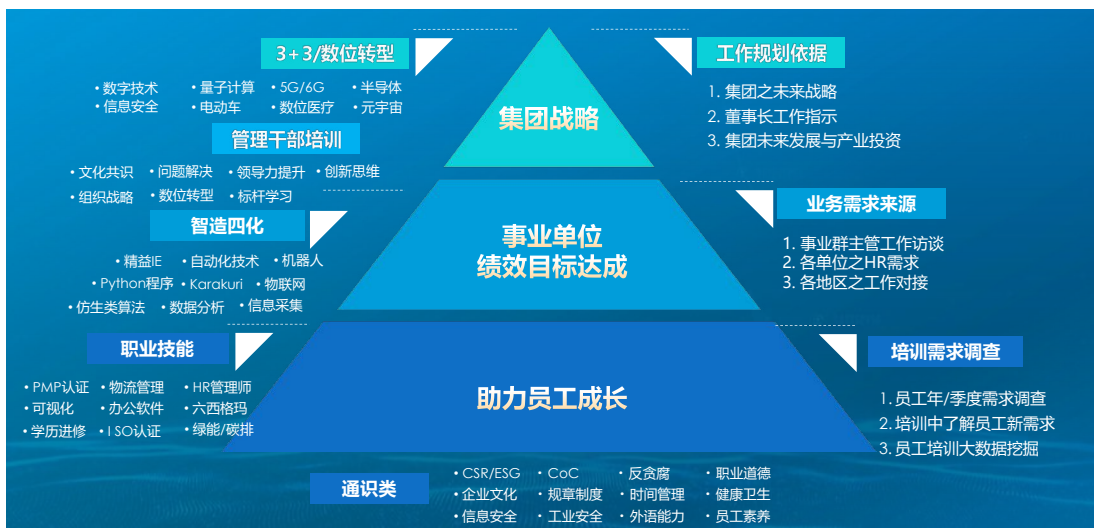 3+3/数位转型
• 数字技术 • 量子计算 • 5G/6G • 半导体
• 信息安全 • 电动车 • 数位医疗 • 元宇宙
管理干部培训
• 文化共识 • 问题解决 • 领导力提升 • 创新思维
• 组织战略 • 数位转型 • 标杆学习
智造四化
• 精益IE • 自动化技术 • 机器人
• Python程序 • Karakuri • 物联网
• 仿生类算法 • 数据分析 • 信息采集
职业技能
• PMP认证 • 物流管理 • HR管理师
• 可视化 • 办公软件 • 六西格玛
• 学历进修 • ISO认证 • 绿能/碳排
集团战略
事业单位
绩效目标达成
助力员工成长
工作规划依据
1. 集团之未来战略
2. 董事长工作指示
3. 集团未来发展与产业投资
业务需求来源
1. 事业群主管工作访谈
2. 各单位之HR需求
3. 各地区之工作对接
培训需求调查
1. 员工年/季度需求调查
2. 培训中了解员工新需求
3. 员工培训大数据挖掘
通识类
• CSR/ESG • CoC • 反贪腐 • 职业道德
• 企业文化 • 规章制度 • 时间管理 • 健康卫生
• 信息安全 • 工业安全 • 外语能力 • 员工素养